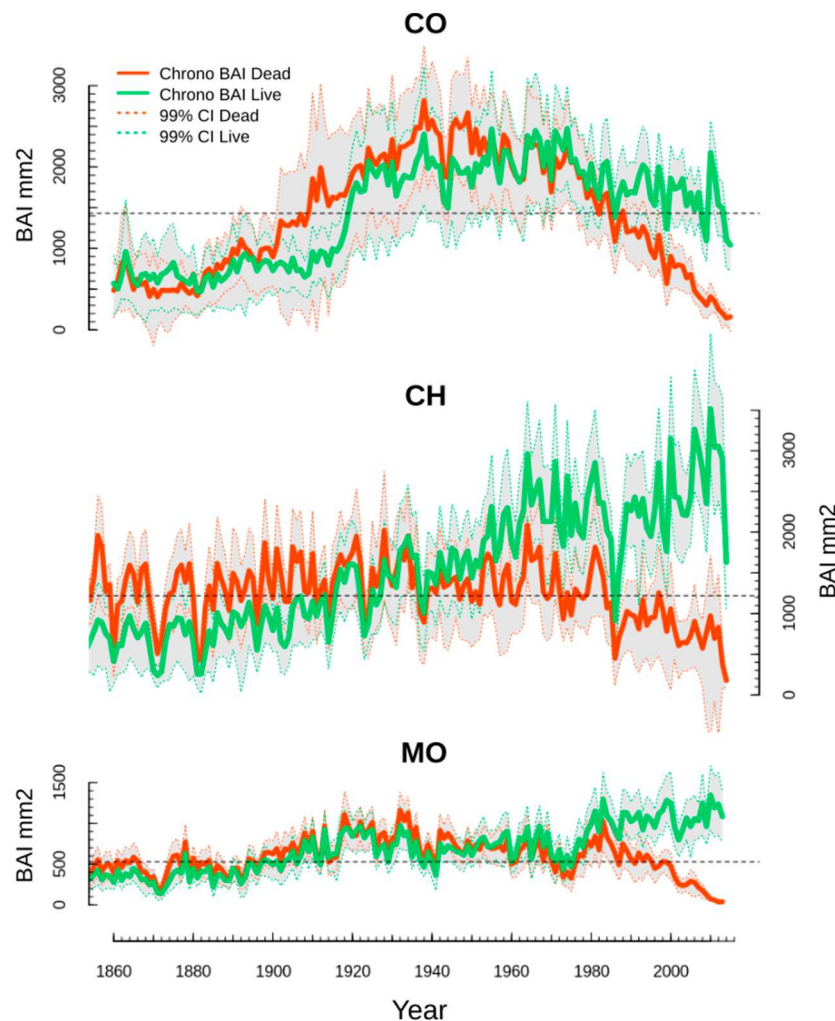 CO
Chrono BAI Dead
Chrono BAI Live
99% CI Dead
99% CI Live
BAI mm2
3000
2000
1000
0
CH
BAI mm2
3000
2000
1000
0
MO
BAI mm2
1500
500
0
1860 1880 1900 1920 1940 1960 1980 2000
Year